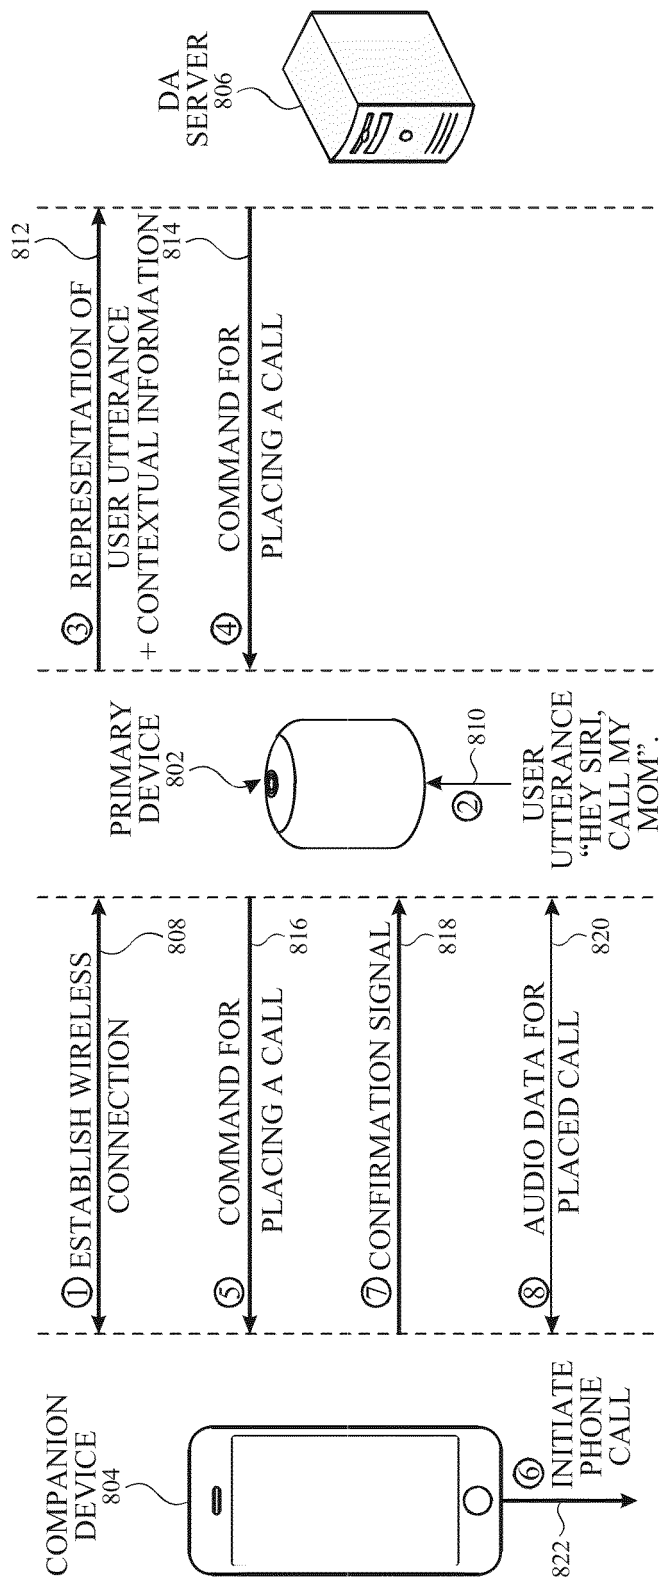 COMPANION
DEVICE
804
PRIMARY
DEVICE
802
DA
SERVER
806
① ESTABLISH WIRELESS
CONNECTION
808
② 810
USER
UTTERANCE
“HEY SIRI,
CALL MY
MOM”.
③ REPRESENTATION OF
USER UTTERANCE
+ CONTEXTUAL INFORMATION
812
④ COMMAND FOR
PLACING A CALL
814
⑤ COMMAND FOR
PLACING A CALL
816
⑥ INITIATE
PHONE
CALL
822
⑦ CONFIRMATION SIGNAL
818
⑧ AUDIO DATA FOR
PLACED CALL
820